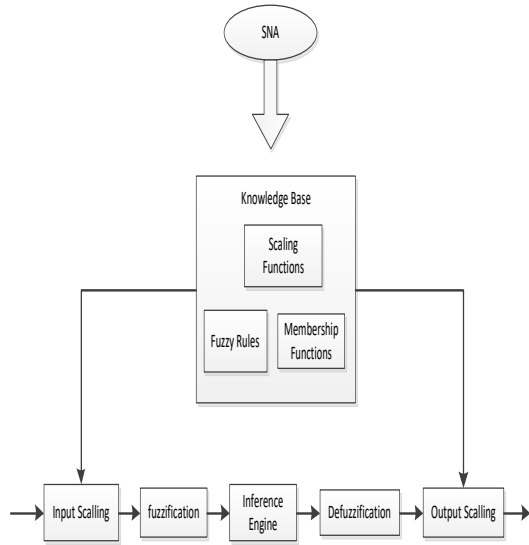 SNA
Knowledge Base
Scaling
Functions
Fuzzy Rules
Membership
Functions
Input Scalling
fuzzification
Inference
Engine
Defuzzification
Output Scalling